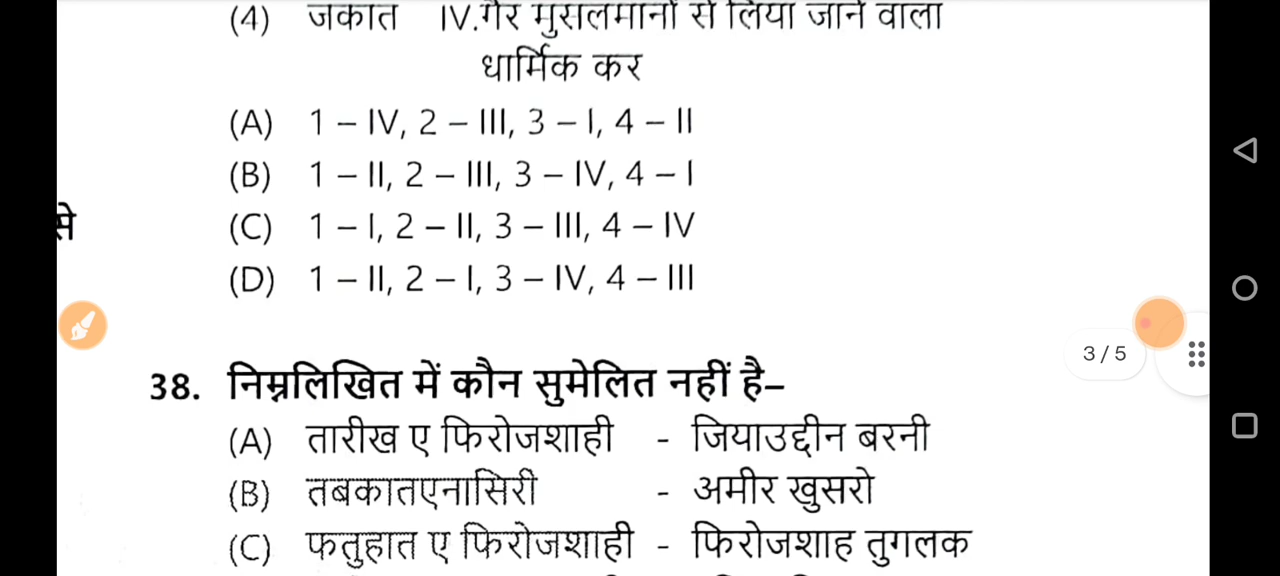 (4) जकात IV.गैर मुसलमानों से लिया जाने वाला
धार्मिक कर
(A) 1 – IV, 2 – III, 3 – I, 4 – II
(B) 1 – II, 2 – III, 3 – IV, 4 – I
से
(C) 1 – I, 2 – II, 3 – III, 4 – IV
(D) 1 – II, 2 – I, 3 – IV, 4 – III
3 / 5
38. निम्नलिखित में कौन सुमेलित नहीं है–
(A) तारीख ए फिरोजशाही - जियाउद्दीन बरनी
(B) तबकातएनासिरी - अमीर खुसरो
(C) फतुहात ए फिरोजशाही - फिरोजशाह तुगलक